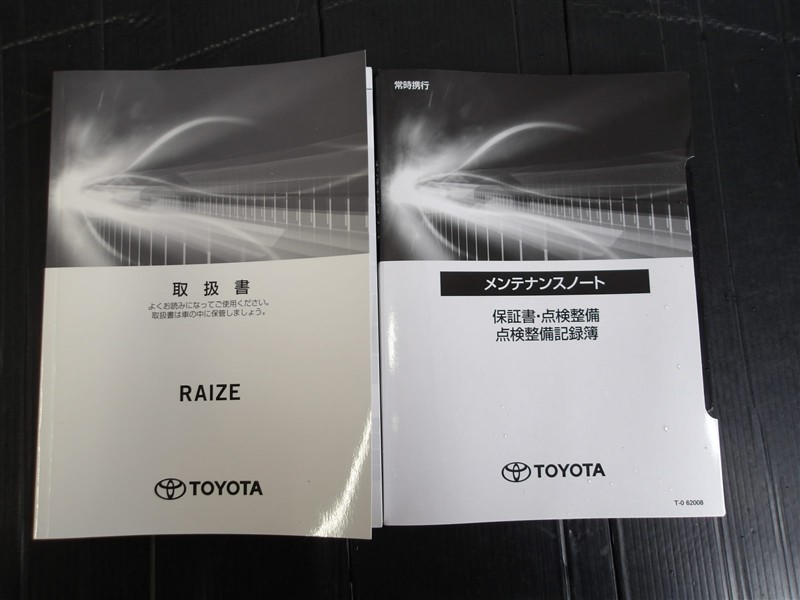 取扱書
よくお読みになってご使用ください。
取扱書は車の中に保管しましょう。
RAIZE
TOYOTA
常時携行
メンテナンスノート
保証書・点検整備
点検整備記録簿
TOYOTA
T-0 62008